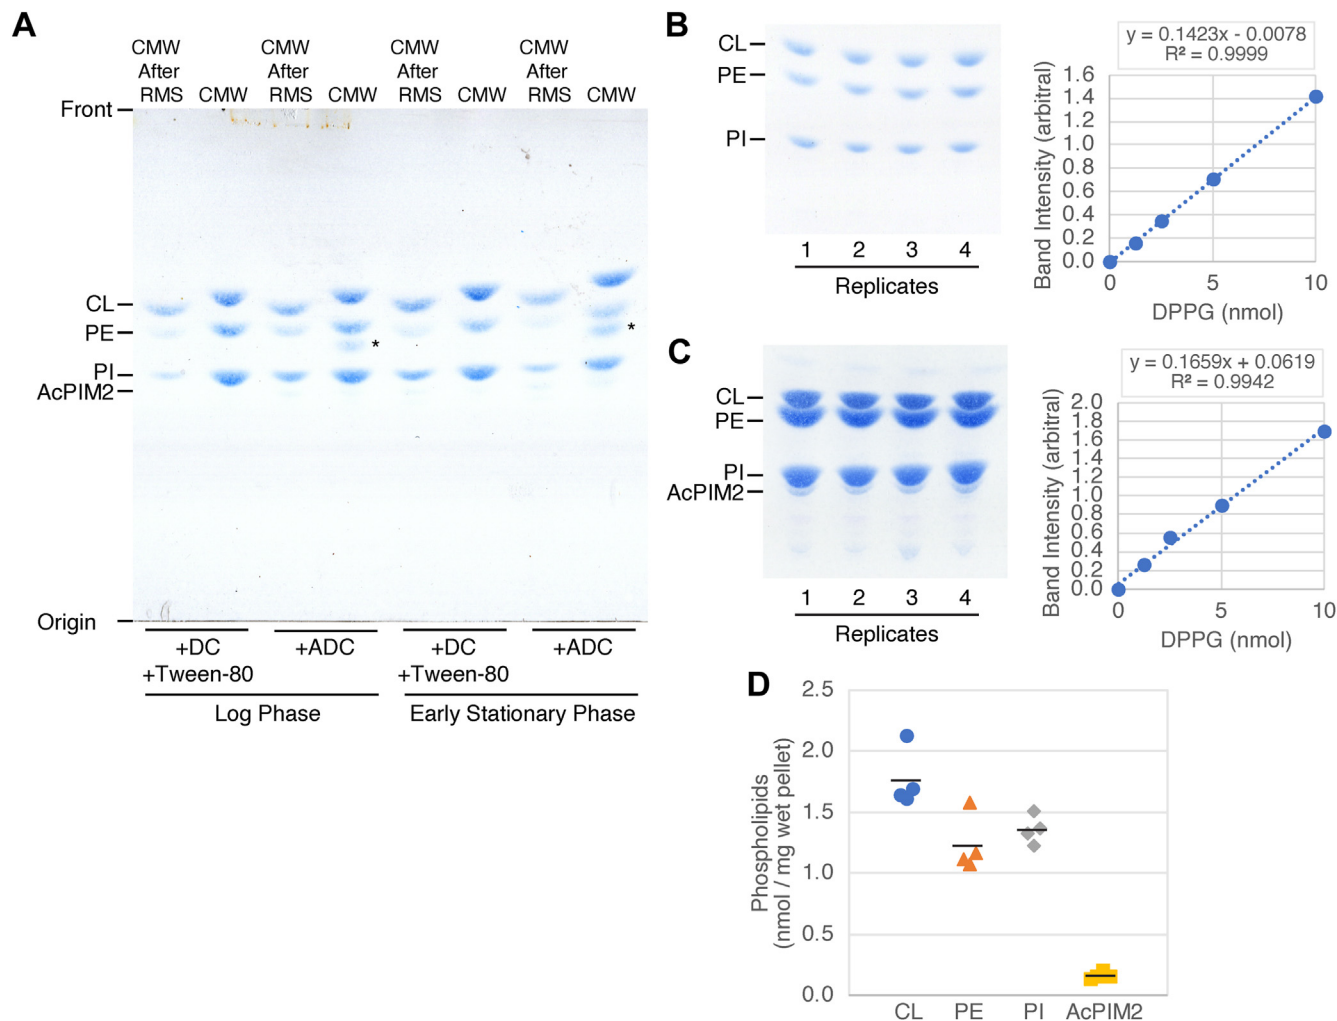 A
CMW After RMS
CMW
CMW After RMS
CMW
CMW After RMS
CMW
CMW After RMS
CMW
Front
CL
PE
*
*
PI
AcPIM2
Origin
+DC +Tween-80
+ADC
+DC +Tween-80
+ADC
Log Phase
Early Stationary Phase
B
CL
PE
PI
1 2 3 4
Replicates
y = 0.1423x - 0.0078
R² = 0.9999
Band Intensity (arbitral)
1.6
1.4
1.2
1.0
0.8
0.6
0.4
0.2
0.0
0 5 10
DPPG (nmol)
C
CL
PE
PI
AcPIM2
1 2 3 4
Replicates
y = 0.1659x + 0.0619
R² = 0.9942
Band Intensity (arbitral)
2.0
1.8
1.6
1.4
1.2
1.0
0.8
0.6
0.4
0.2
0.0
0 5 10
DPPG (nmol)
D
Phospholipids
(nmol / mg wet pellet)
2.5
2.0
1.5
1.0
0.5
0.0
CL PE PI AcPIM2